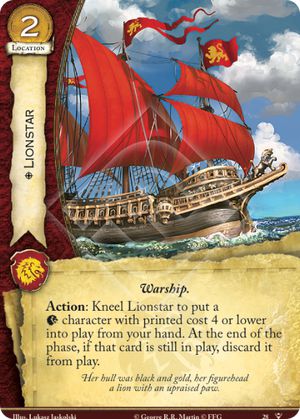 2
LOCATION
LIONSTAR
Warship.
Action: Kneel Lionstar to put a
character with printed cost 4 or lower
into play from your hand. At the end of the
phase, if that card is still in play, discard it
from play.
Her hull was black and gold, her figurehead
a lion with an upraised paw.
Illus. Lukasz Jaskolski
© George R.R. Martin © FFG
28